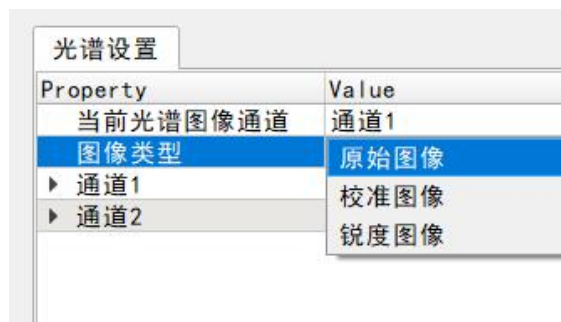 光谱设置
Property Value
当前光谱图像通道 通道1
图像类型 原始图像
通道1 校准图像
通道2 锐度图像